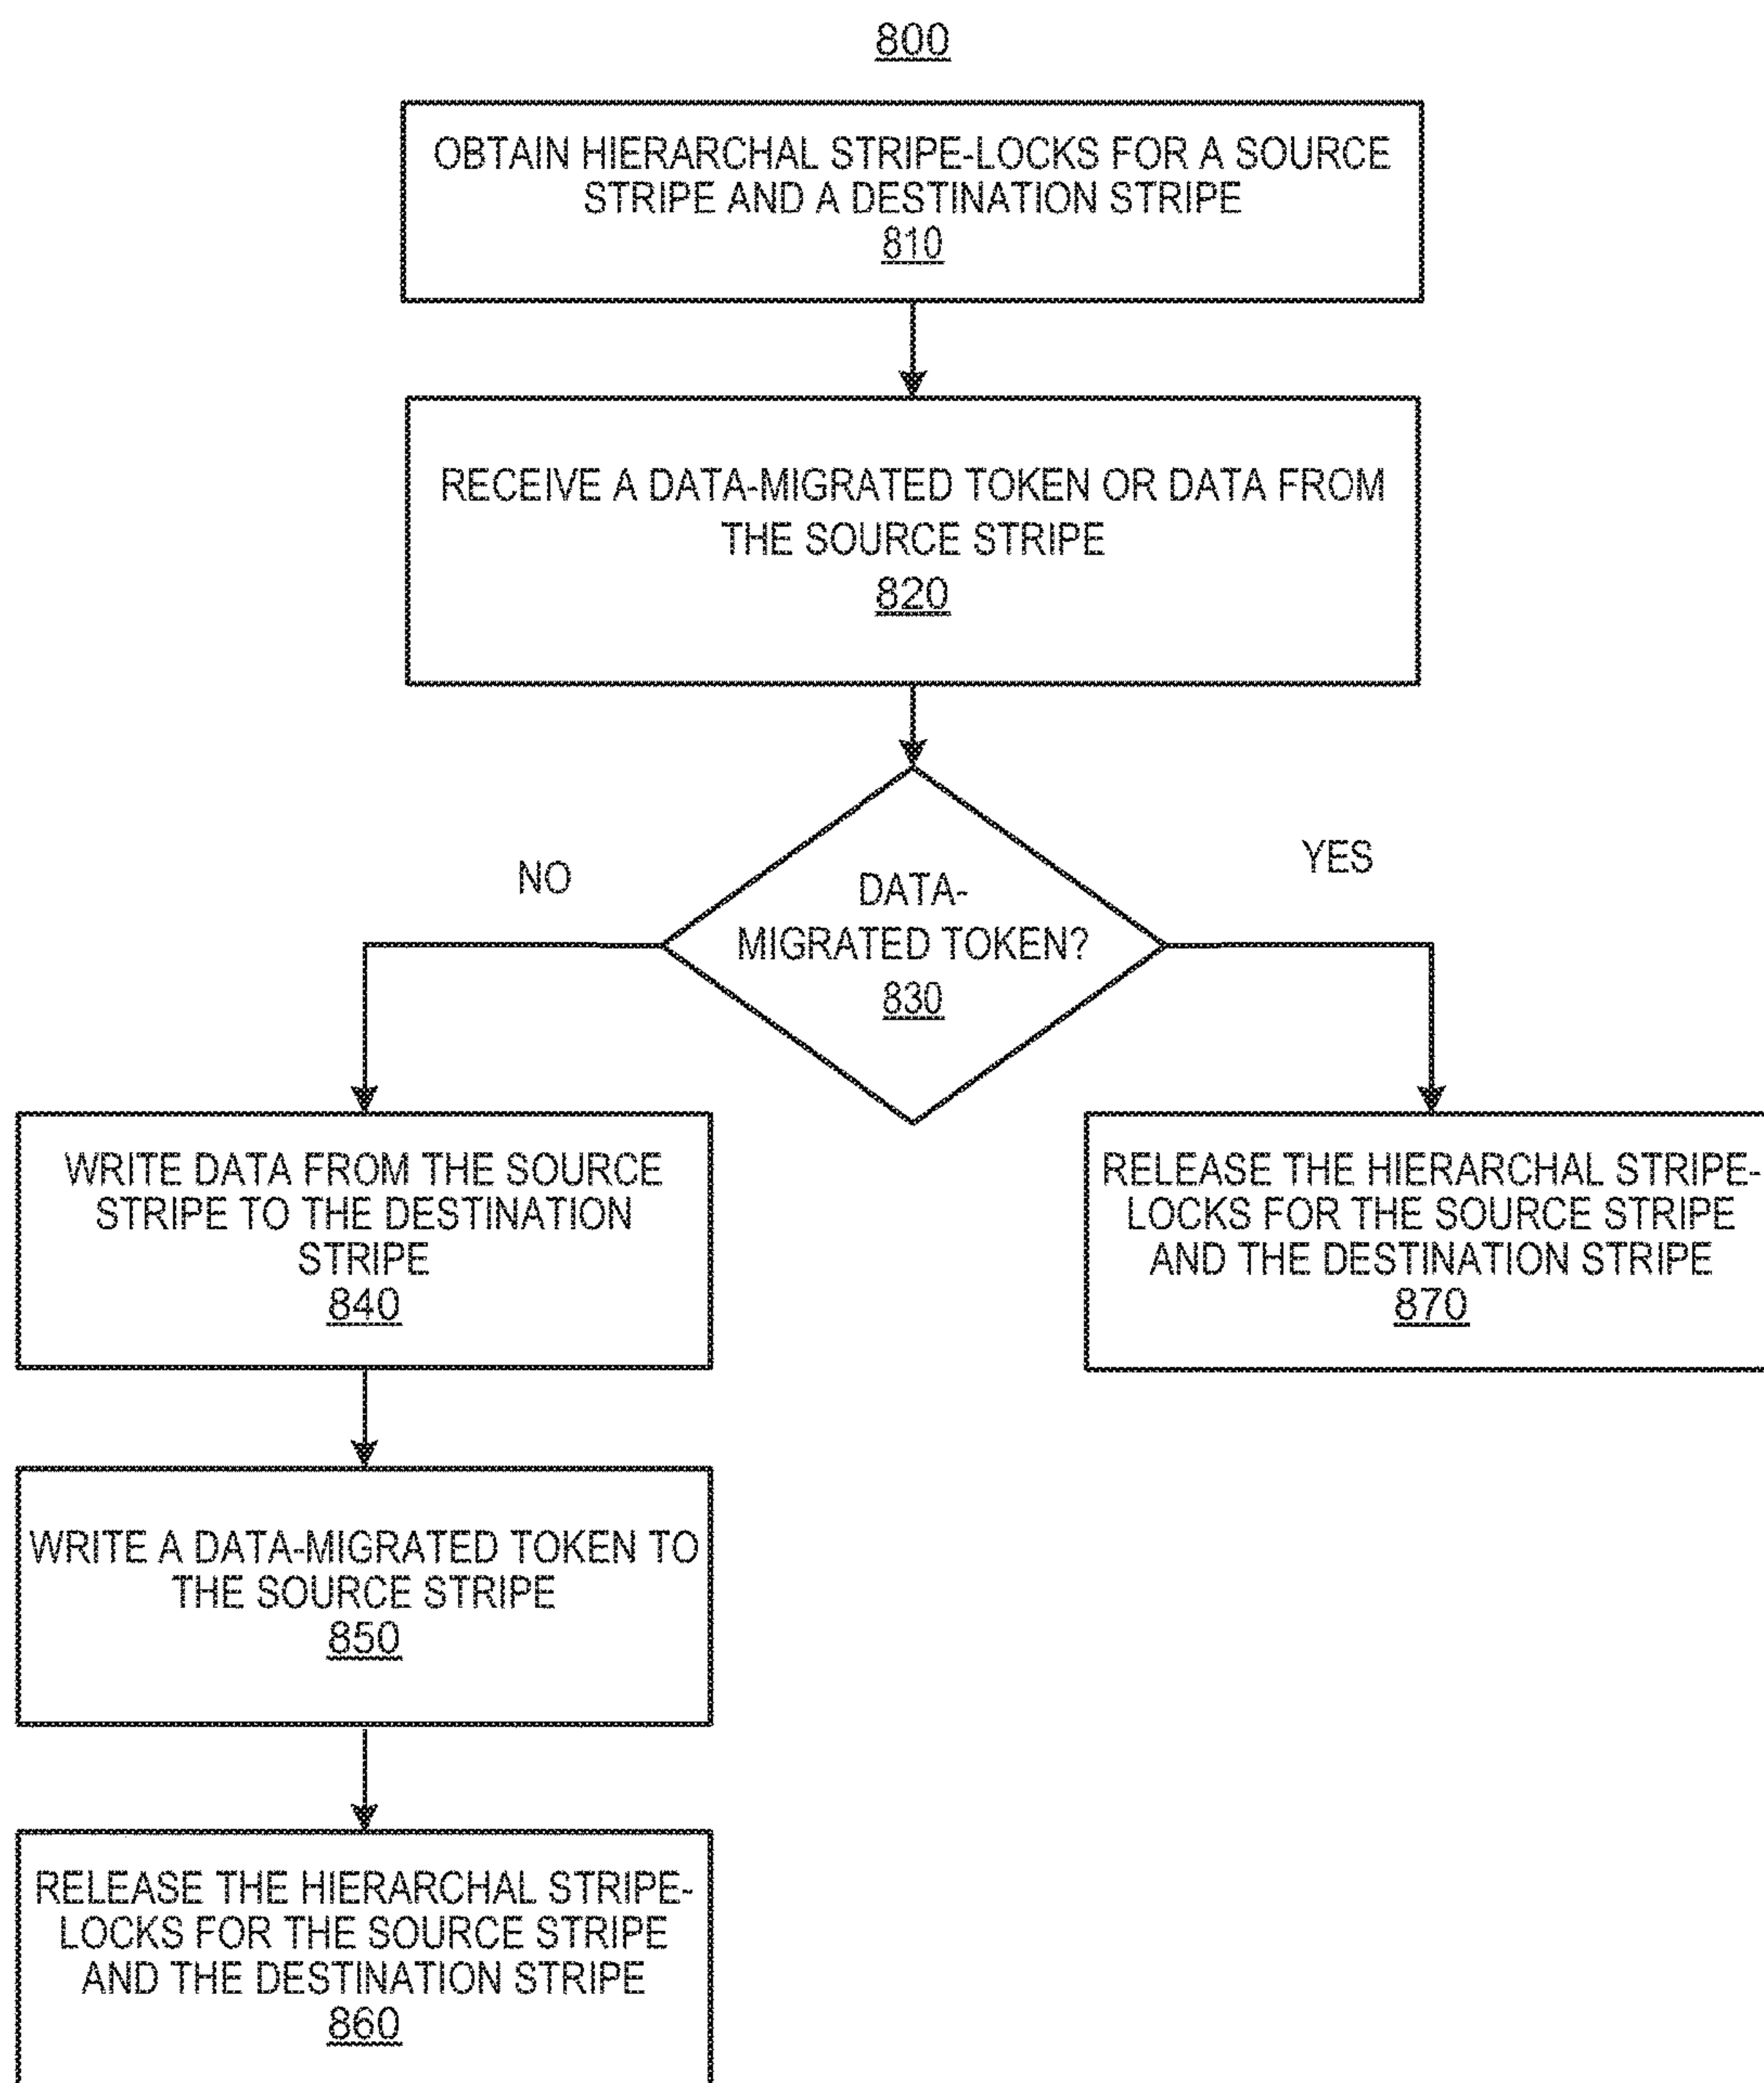 800
OBTAIN HIERARCHAL STRIPE-LOCKS FOR A SOURCE
STRIPE AND A DESTINATION STRIPE
810
RECEIVE A DATA-MIGRATED TOKEN OR DATA FROM
THE SOURCE STRIPE
820
DATA-
MIGRATED TOKEN?
830
NO
YES
WRITE DATA FROM THE SOURCE
STRIPE TO THE DESTINATION
STRIPE
840
RELEASE THE HIERARCHAL STRIPE-
LOCKS FOR THE SOURCE STRIPE
AND THE DESTINATION STRIPE
870
WRITE A DATA-MIGRATED TOKEN TO
THE SOURCE STRIPE
850
RELEASE THE HIERARCHAL STRIPE-
LOCKS FOR THE SOURCE STRIPE
AND THE DESTINATION STRIPE
860